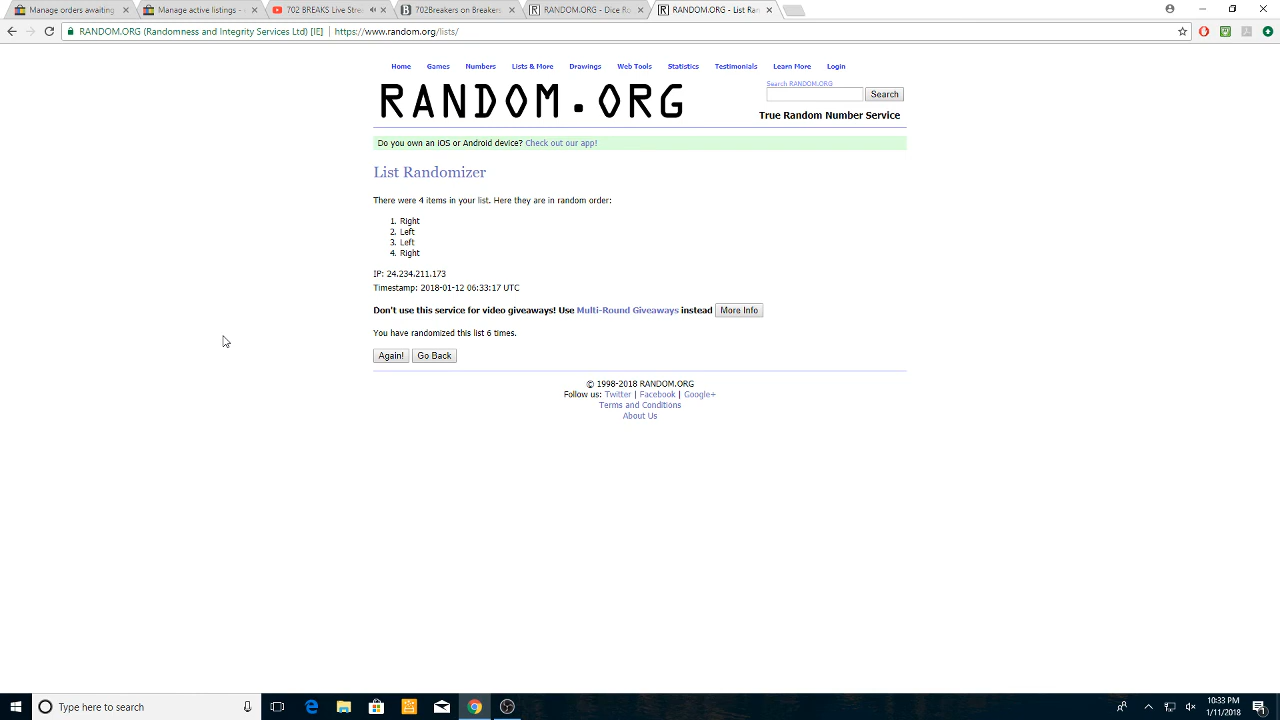 Manage orders awaiting
Manage active listings -
702 BREAKS Live Stre
702Breakers on Breakers
RANDOM.ORG - Dice Ro
RANDOM.ORG - List Ran
RANDOM.ORG (Randomness and Integrity Services Ltd) [IE]
https://www.random.org/lists/
Home Games Numbers Lists & More Drawings Web Tools Statistics Testimonials Learn More Login
RANDOM.ORG
Search RANDOM.ORG
Search
True Random Number Service
Do you own an iOS or Android device? Check out our app!
List Randomizer
There were 4 items in your list. Here they are in random order:
1. Right
2. Left
3. Left
4. Right
IP: 24.234.211.173
Timestamp: 2018-01-12 06:33:17 UTC
Don't use this service for video giveaways! Use Multi-Round Giveaways instead More Info
You have randomized this list 6 times.
Again! Go Back
© 1998-2018 RANDOM.ORG
Follow us: Twitter | Facebook | Google+
Terms and Conditions
About Us
Type here to search
10:33 PM
1/11/2018